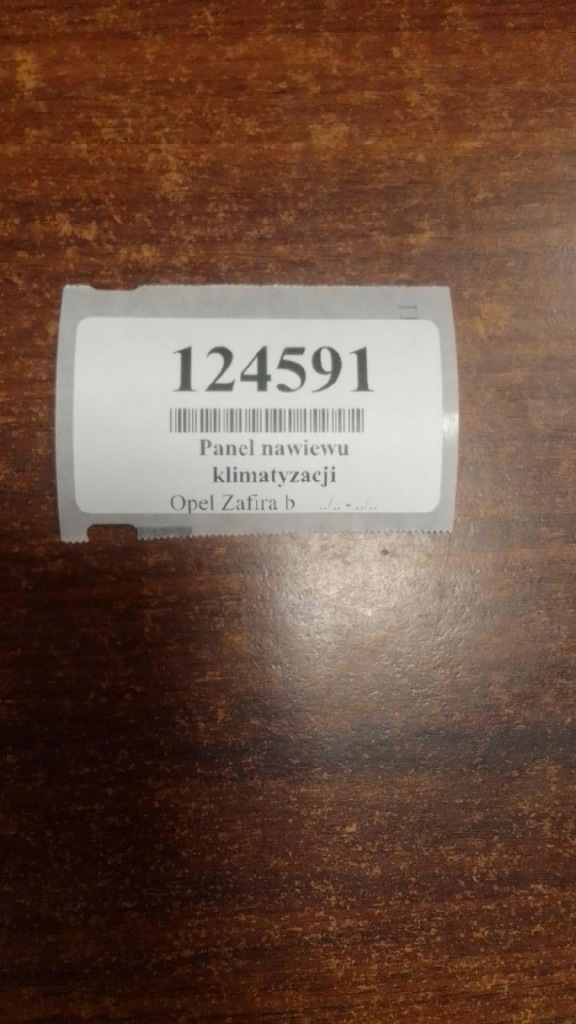 124591
Panel nawiewu
klimatyzacji
Opel Zafira b ../.. - ../..